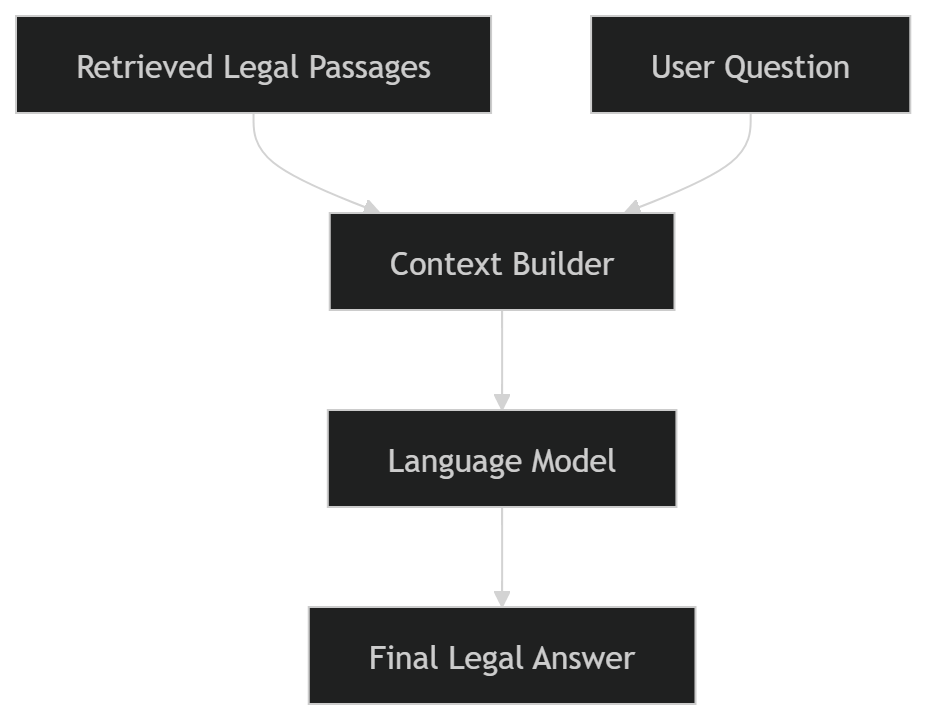 Retrieved Legal Passages
User Question
Context Builder
Language Model
Final Legal Answer